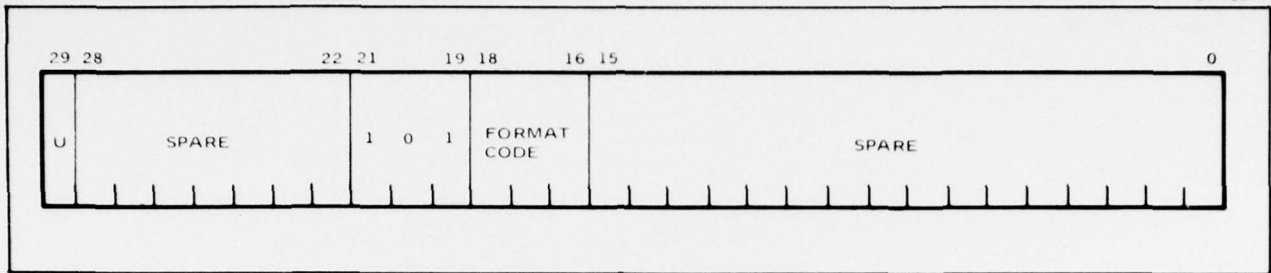 29 28 22 21 19 18 16 15 0
U SPARE 1 0 1 FORMAT SPARE
CODE